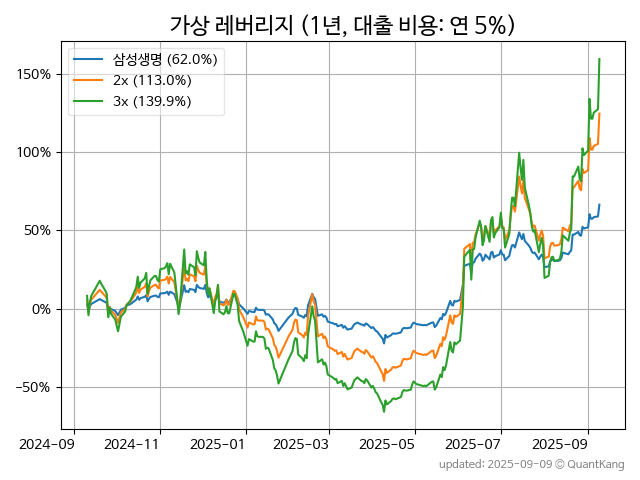 가상 레버리지 (1년, 대출 비용: 연 5%)
삼성생명 (62.0%)
2x (113.0%)
3x (139.9%)
150%
100%
50%
0%
−50%
2024-09
2024-11
2025-01
2025-03
2025-05
2025-07
2025-09
updated: 2025-09-09 © QuantKang